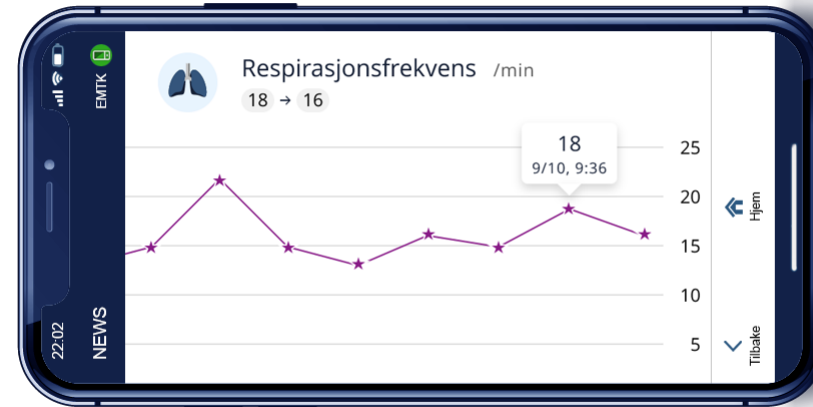 22:02
NEWS
EMTK
Respirasjonsfrekvens /min
18 → 16
18
9/10, 9:36
25
20
15
10
5
Hjem
Tilbake